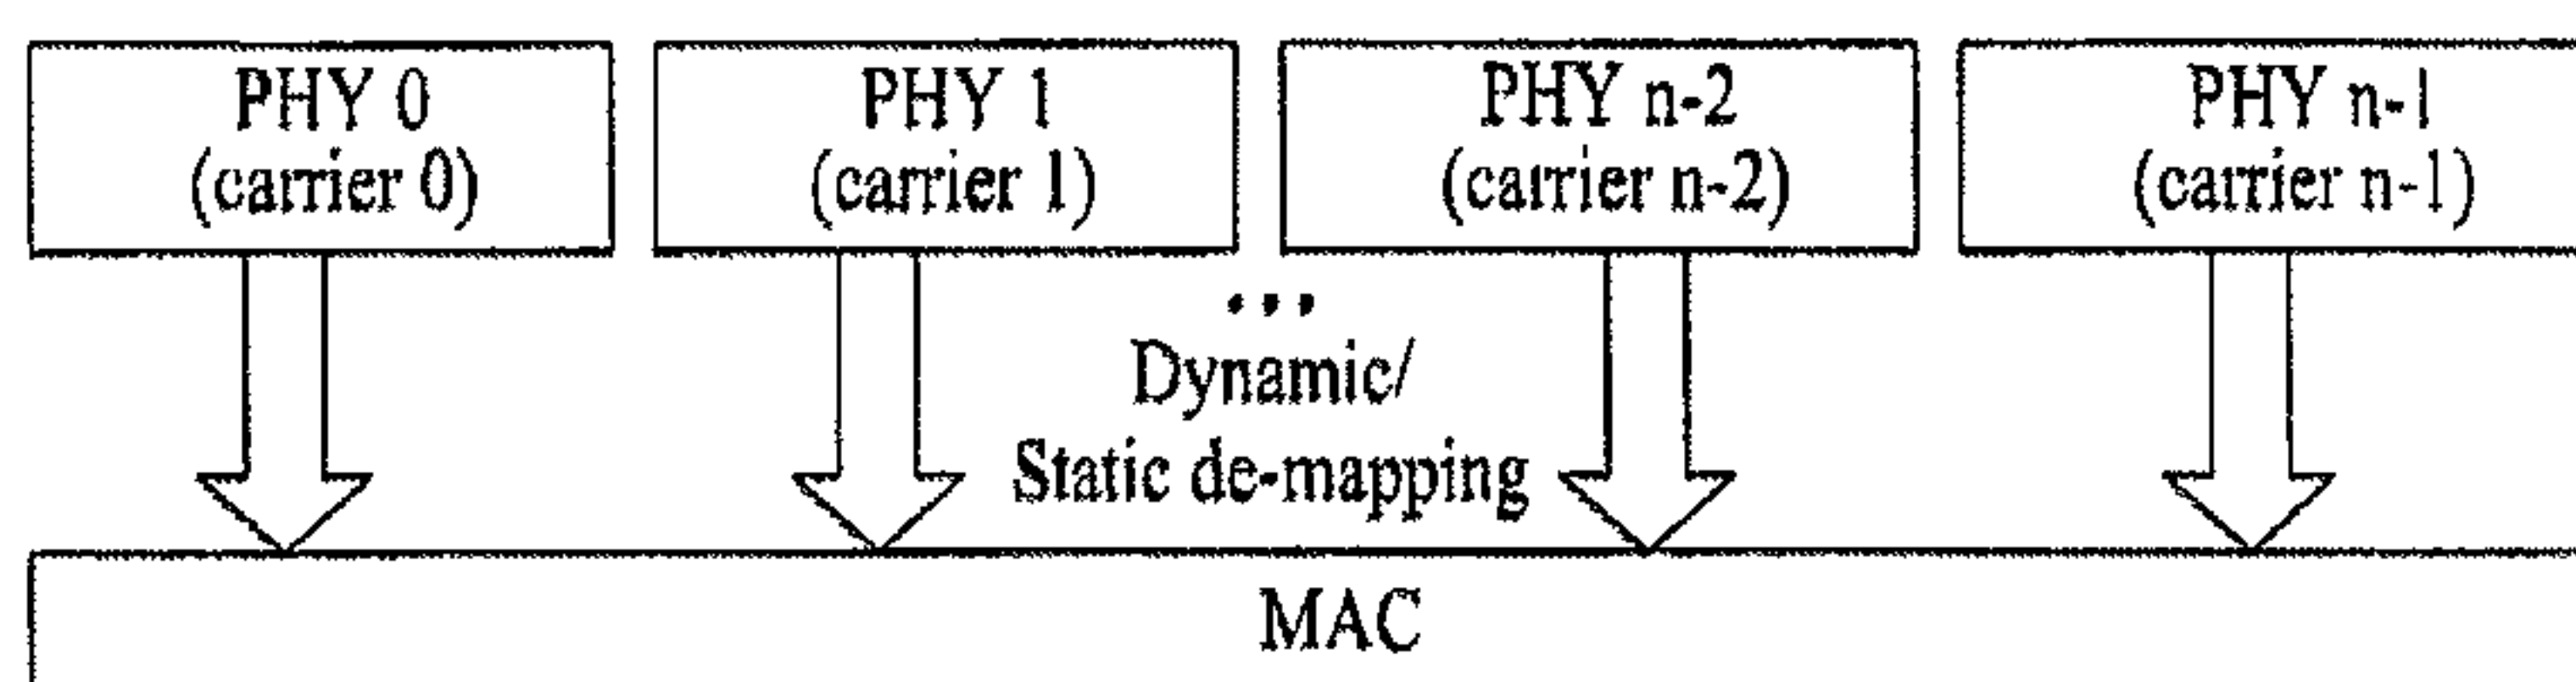 PHY 0
(carrier 0)
PHY 1
(carrier 1)
PHY n-2
(carrier n-2)
PHY n-1
(carrier n-1)
...
Dynamic/
Static de-mapping
MAC